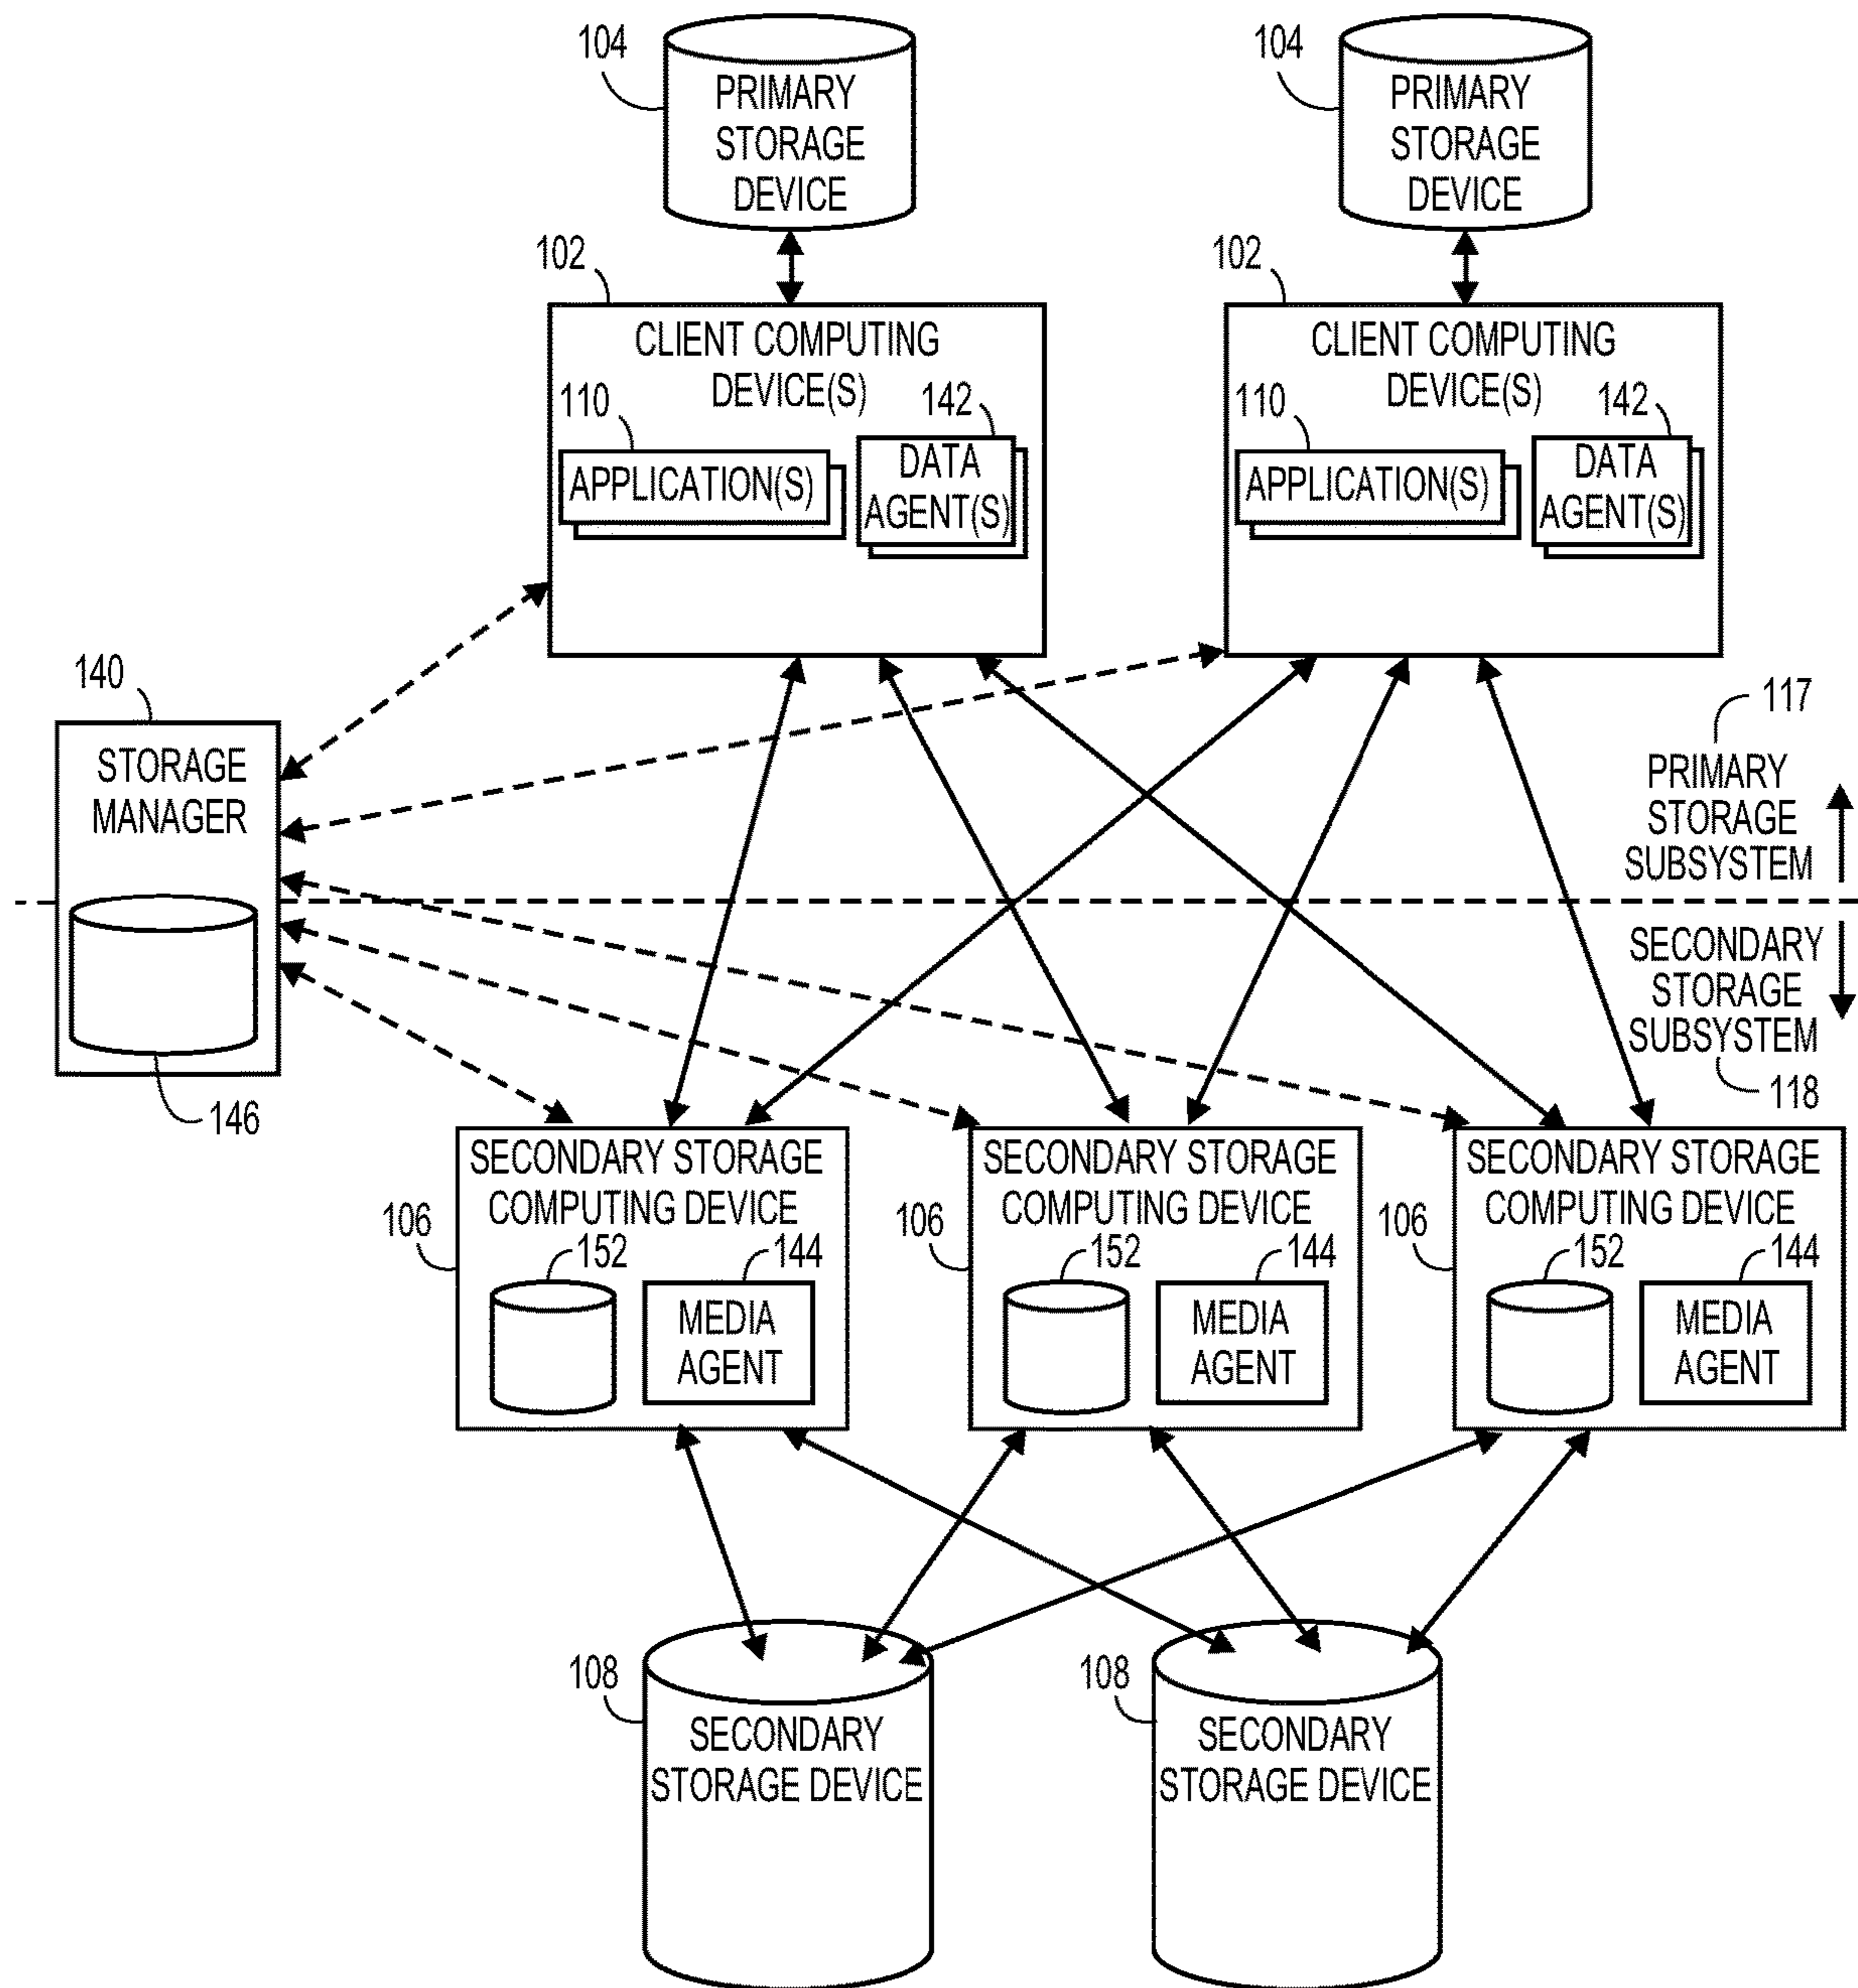 104
PRIMARY
STORAGE
DEVICE
104
PRIMARY
STORAGE
DEVICE
102
CLIENT COMPUTING
DEVICE(S)
110
142
APPLICATION(S)
DATA
AGENT(S)
102
CLIENT COMPUTING
DEVICE(S)
110
142
APPLICATION(S)
DATA
AGENT(S)
140
STORAGE
MANAGER
146
117
PRIMARY
STORAGE
SUBSYSTEM
SECONDARY
STORAGE
SUBSYSTEM
118
SECONDARY STORAGE
COMPUTING DEVICE
106
152
144
MEDIA
AGENT
SECONDARY STORAGE
COMPUTING DEVICE
106
152
144
MEDIA
AGENT
SECONDARY STORAGE
COMPUTING DEVICE
106
152
144
MEDIA
AGENT
108
SECONDARY
STORAGE DEVICE
108
SECONDARY
STORAGE DEVICE